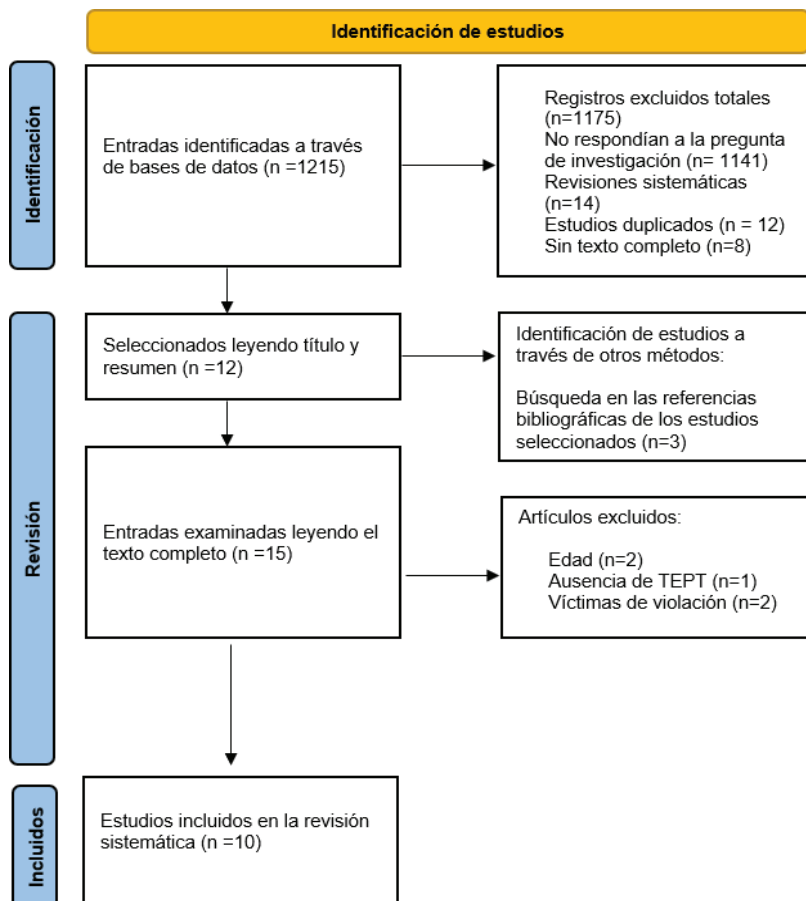 Identificación de estudios
Identificación
Entradas identificadas a través
de bases de datos (n =1215)
Registros excluidos totales
(n=1175)
No respondían a la pregunta
de investigación (n= 1141)
Revisiones sistemáticas
(n=14)
Estudios duplicados (n = 12)
Sin texto completo (n=8)
Revisión
Seleccionados leyendo título y
resumen (n =12)
Identificación de estudios a
través de otros métodos:
Búsqueda en las referencias
bibliográficas de los estudios
seleccionados (n=3)
Entradas examinadas leyendo el
texto completo (n =15)
Artículos excluidos:
Edad (n=2)
Ausencia de TEPT (n=1)
Víctimas de violación (n=2)
Incluidos
Estudios incluidos en la revisión
sistemática (n =10)